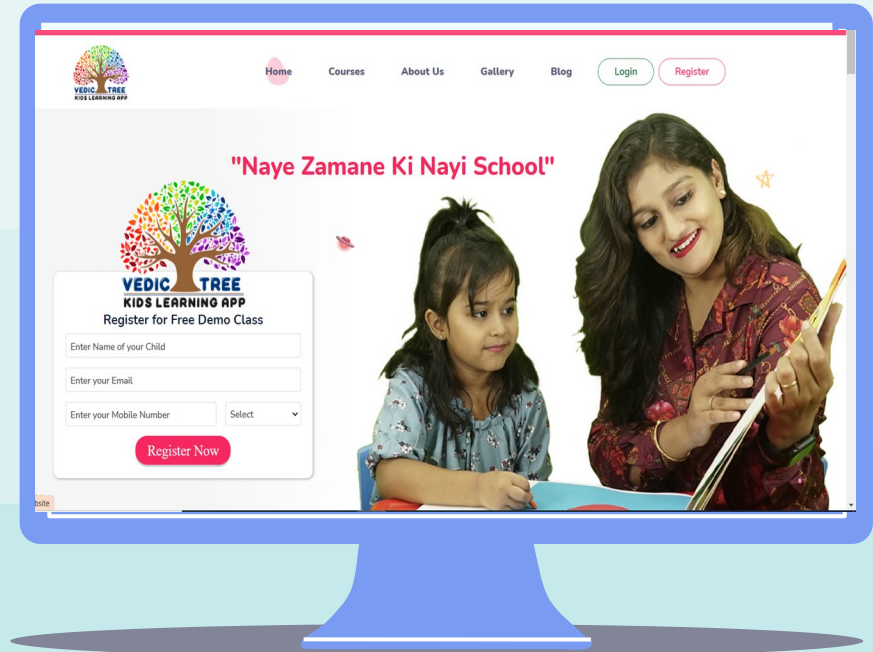 VEDIC TREE
KIDS LEARNING APP
Home Courses About Us Gallery Blog Login Register
"Naye Zamane Ki Nayi School"
VEDIC TREE
KIDS LEARNING APP
Register for Free Demo Class
Enter Name of your Child
Enter your Email
Enter your Mobile Number Select
Register Now
bsite